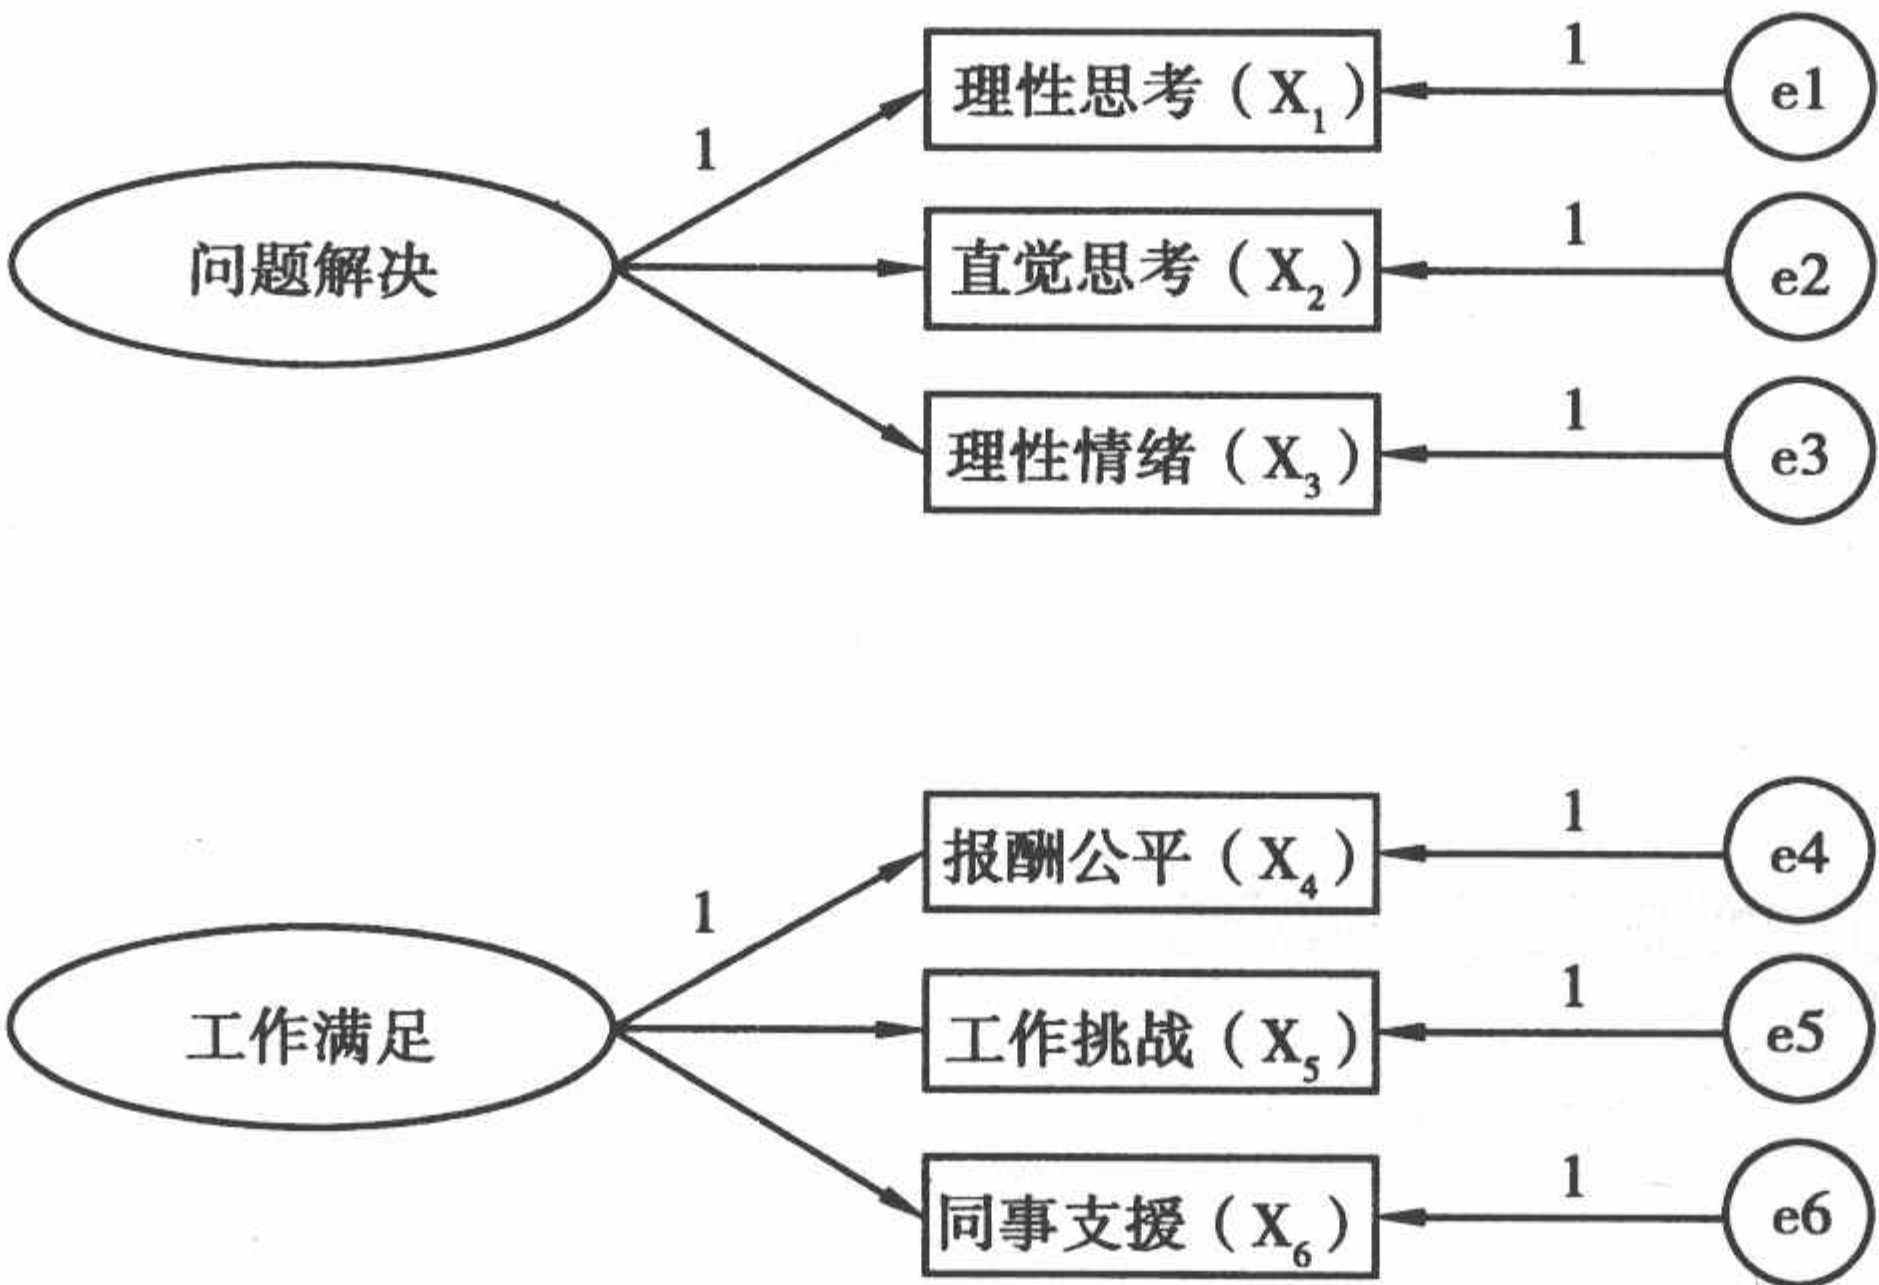 1
理性思考（X₁）
1
e1
问题解决
直觉思考（X₂）
1
e2
理性情绪（X₃）
1
e3
1
报酬公平（X₄）
1
e4
工作满足
工作挑战（X₅）
1
e5
同事支援（X₆）
1
e6